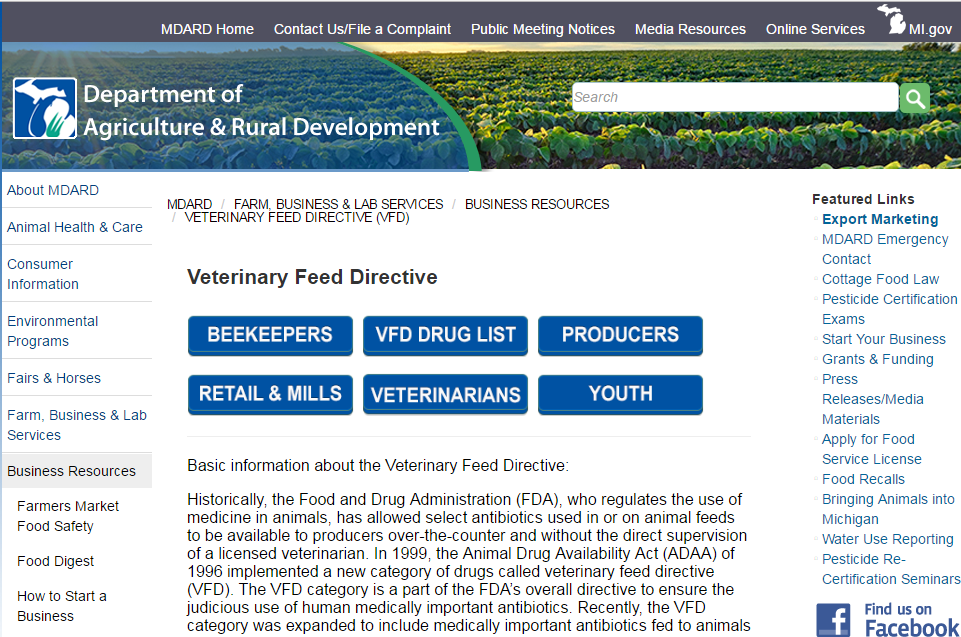 MDARD Home Contact Us/File a Complaint Public Meeting Notices Media Resources Online Services MI.gov
Department of
Agriculture & Rural Development
Search
About MDARD
Animal Health & Care
Consumer
Information
Environmental
Programs
Fairs & Horses
Farm, Business & Lab
Services
Business Resources
Farmers Market
Food Safety
Food Digest
How to Start a
Business
MDARD / FARM, BUSINESS & LAB SERVICES / BUSINESS RESOURCES
/ VETERINARY FEED DIRECTIVE (VFD)
Veterinary Feed Directive
BEEKEEPERS VFD DRUG LIST PRODUCERS
RETAIL & MILLS VETERINARIANS YOUTH
Basic information about the Veterinary Feed Directive:
Historically, the Food and Drug Administration (FDA), who regulates the use of
medicine in animals, has allowed select antibiotics used in or on animal feeds
to be available to producers over-the-counter and without the direct supervision
of a licensed veterinarian. In 1999, the Animal Drug Availability Act (ADAA) of
1996 implemented a new category of drugs called veterinary feed directive
(VFD). The VFD category is a part of the FDA's overall directive to ensure the
judicious use of human medically important antibiotics. Recently, the VFD
category was expanded to include medically important antibiotics fed to animals
Featured Links
Export Marketing
MDARD Emergency
Contact
Cottage Food Law
Pesticide Certification
Exams
Start Your Business
Grants & Funding
Press
Releases/Media
Materials
Apply for Food
Service License
Food Recalls
Bringing Animals into
Michigan
Water Use Reporting
Pesticide Re-
Certification Seminars
Find us on
Facebook